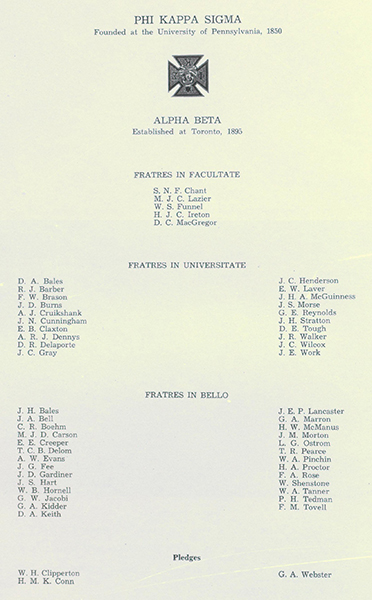 PHI KAPPA SIGMA
Founded at the University of Pennsylvania, 1850
ALPHA BETA
Established at Toronto, 1895
FRATRES IN FACULTATE
S. N. F. Chant
M. J. C. Lazier
W. S. Funnel
H. J. C. Ireton
D. C. MacGregor
FRATRES IN UNIVERSITATE
D. A. Bales
R. J. Barber
F. W. Brason
J. D. Burns
A. J. Cruikshank
J. N. Cunningham
E. B. Claxton
A. R. J. Dennys
D. R. Delaporte
J. C. Gray
J. C. Henderson
E. W. Laver
J. H. A. McGuinness
J. S. Morse
G. E. Reynolds
J. H. Stratton
D. E. Tough
J. R. Walker
J. C. Wilcox
J. E. Work
FRATRES IN BELLO
J. H. Bales
J. A. Bell
C. R. Boehm
M. J. D. Carson
E. E. Creeper
T. C. B. Delom
A. W. Evans
J. G. Fee
J. D. Gardiner
J. S. Hart
W. B. Hornell
G. W. Jacobi
G. A. Kidder
D. A. Keith
J. E. P. Lancaster
G. A. Marron
H. W. McManus
J. M. Morton
L. G. Ostrom
T. R. Pearce
W. A. Pinchin
H. A. Proctor
F. A. Rose
W. Shenstone
W. A. Tanner
P. H. Tedman
F. M. Tovell
Pledges
W. H. Clipperton
H. M. K. Conn
G. A. Webster